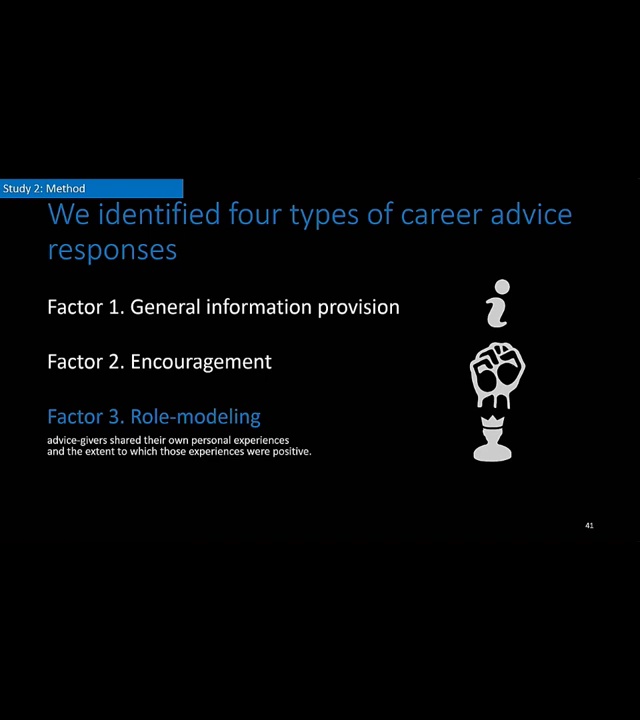 Study 2: Method
We identified four types of career advice
responses
Factor 1. General information provision
Factor 2. Encouragement
Factor 3. Role-modeling
advice-givers shared their own personal experiences
and the extent to which those experiences were positive.
41